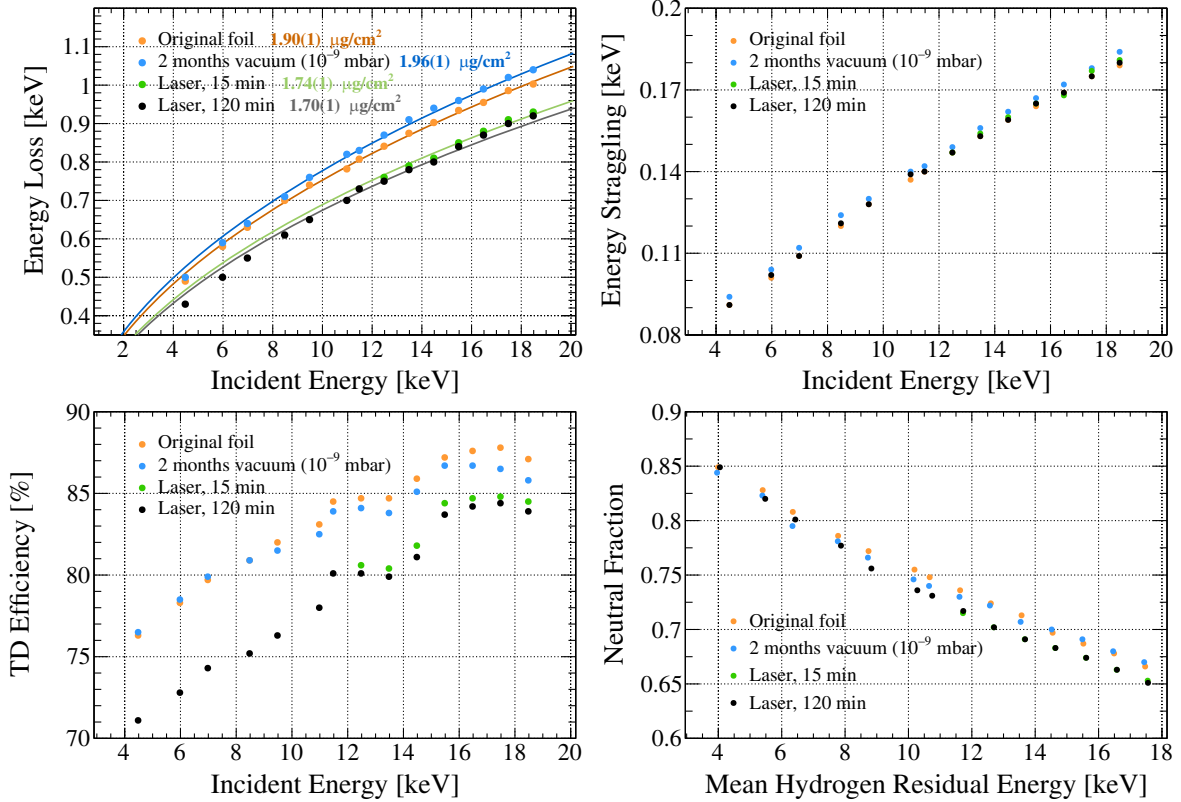 Energy Loss [keV]
1.1
1
0.9
0.8
0.7
0.6
0.5
0.4
Original foil 1.90(1) μg/cm²
2 months vacuum (10⁻⁹ mbar) 1.96(1) μg/cm²
Laser, 15 min 1.74(1) μg/cm²
Laser, 120 min 1.70(1) μg/cm²
2 4 6 8 10 12 14 16 18 20
Incident Energy [keV]
Energy Straggling [keV]
0.2
0.17
0.14
0.11
0.08
Original foil
2 months vacuum (10⁻⁹ mbar)
Laser, 15 min
Laser, 120 min
4 6 8 10 12 14 16 18 20
Incident Energy [keV]
TD Efficiency [%]
90
85
80
75
70
Original foil
2 months vacuum (10⁻⁹ mbar)
Laser, 15 min
Laser, 120 min
4 6 8 10 12 14 16 18 20
Incident Energy [keV]
Neutral Fraction
0.9
0.85
0.8
0.75
0.7
0.65
0.6
Original foil
2 months vacuum (10⁻⁹ mbar)
Laser, 15 min
Laser, 120 min
4 6 8 10 12 14 16 18
Mean Hydrogen Residual Energy [keV]